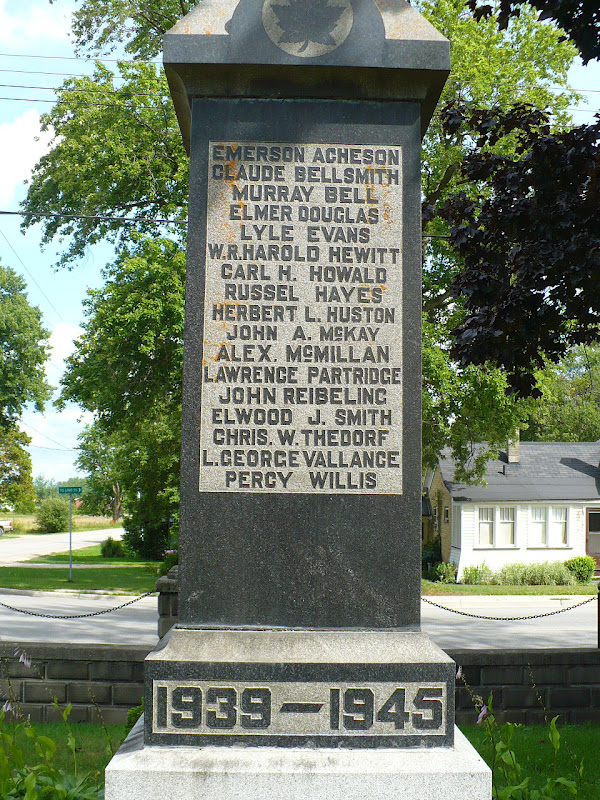 EMERSON ACHESON
CLAUDE BELLSMITH
MURRAY BELL
ELMER DOUGLAS
LYLE EVANS
W.R.HAROLD HEWITT
CARL H. HOWALD
RUSSEL HAYES
HERBERT L. HUSTON
JOHN A. McKAY
ALEX. McMILLAN
LAWRENCE PARTRIDGE
JOHN REIBELING
ELWOOD J. SMITH
CHRIS. W. THEDORF
L. GEORGE VALLANCE
PERCY WILLIS
1939 — 1945